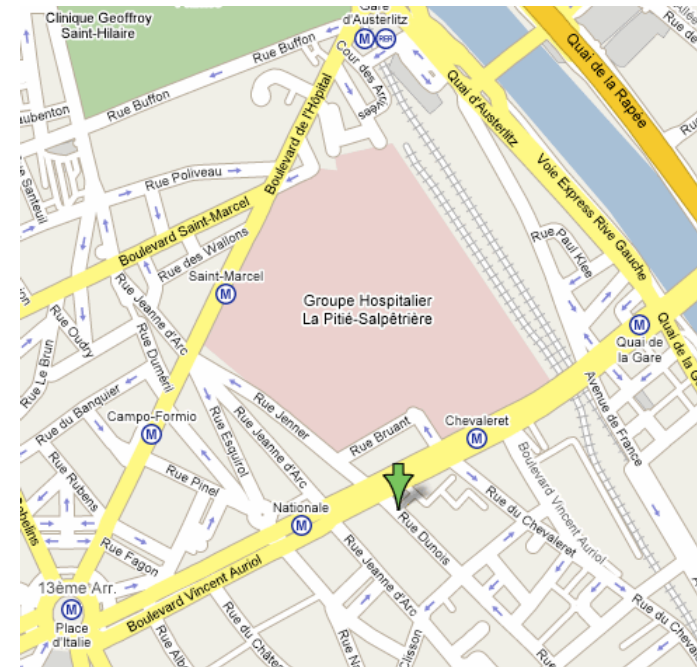 Clinique Geoffroy
Saint-Hilaire
Gare
d'Austerlitz
M
RER
Rue Buffon
Cour des Arrivées
Quai de la Rapée
Quai d'Austerlitz
Rue Buffon
Boulevard de l'Hôpital
Rue Poliveau
Rue Santeuil
Voie Express Rive Gauche
Boulevard Saint-Marcel
Rue des Wallons
Rue Paul Klee
Saint-Marcel
M
Groupe Hospitalier
La Pitié-Salpêtrière
Rue Jeanne d'Arc
Rue Oudry
Rue Duméril
Rue Le Brun
M
Quai de
la Gare
Rue du Banquier
Campo-Formio
M
Rue Jenner
Rue Esquirol
Rue Jeanne d'Arc
Rue Bruant
Chevaleret
M
Avenue de France
Rue Rubens
Rue Pinel
Nationale
M
Boulevard Vincent Auriol
Rue du Chevaleret
Rue Dunois
Rue Fagon
Rue Jeanne d'Arc
13ème Arr.
M
Place
d'Italie
Boulevard Vincent Auriol